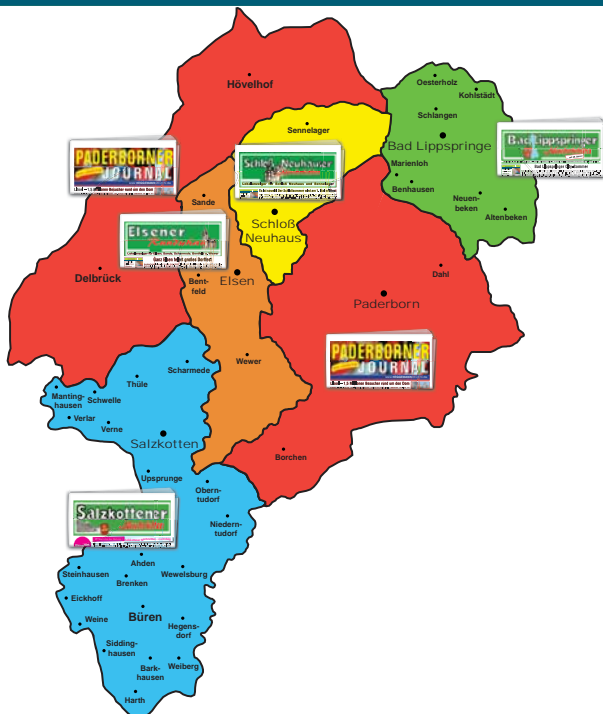 Oesterholz
Kohlstädt
Hövelhof
Schlangen
Sennelager
Bad Lippspringe
Bad Lippspringer
PADERBORNER
JOURNAL
Schloß Neuhäuser
Marienloh
Benhausen
Sande
Neuen-
beken
Altenbeken
Schloß
Neuhaus
Elsener
Delbrück
Bent-
feld
Elsen
Dahl
Paderborn
PADERBORNER
JOURNAL
Wewer
Scharmede
Thüle
Manting-
hausen
Schwelle
Verlar
Verne
Salzkotten
Borchen
Upsprunge
Obern-
tudorf
Niedern-
tudorf
Salzkottener
Ahden
Steinhausen
Brenken
Wewelsburg
Eickhoff
Büren
Weine
Hegens-
dorf
Sidding-
hausen
Bark-
hausen
Weiberg
Harth